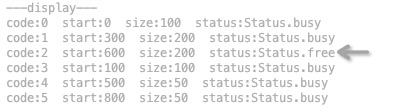 ---display---
code:0  start:0  size:100  status:Status.busy
code:1  start:300  size:200  status:Status.busy
code:2  start:600  size:200  status:Status.free
code:3  start:100  size:100  status:Status.busy
code:4  start:500  size:50  status:Status.busy
code:5  start:800  size:50  status:Status.busy